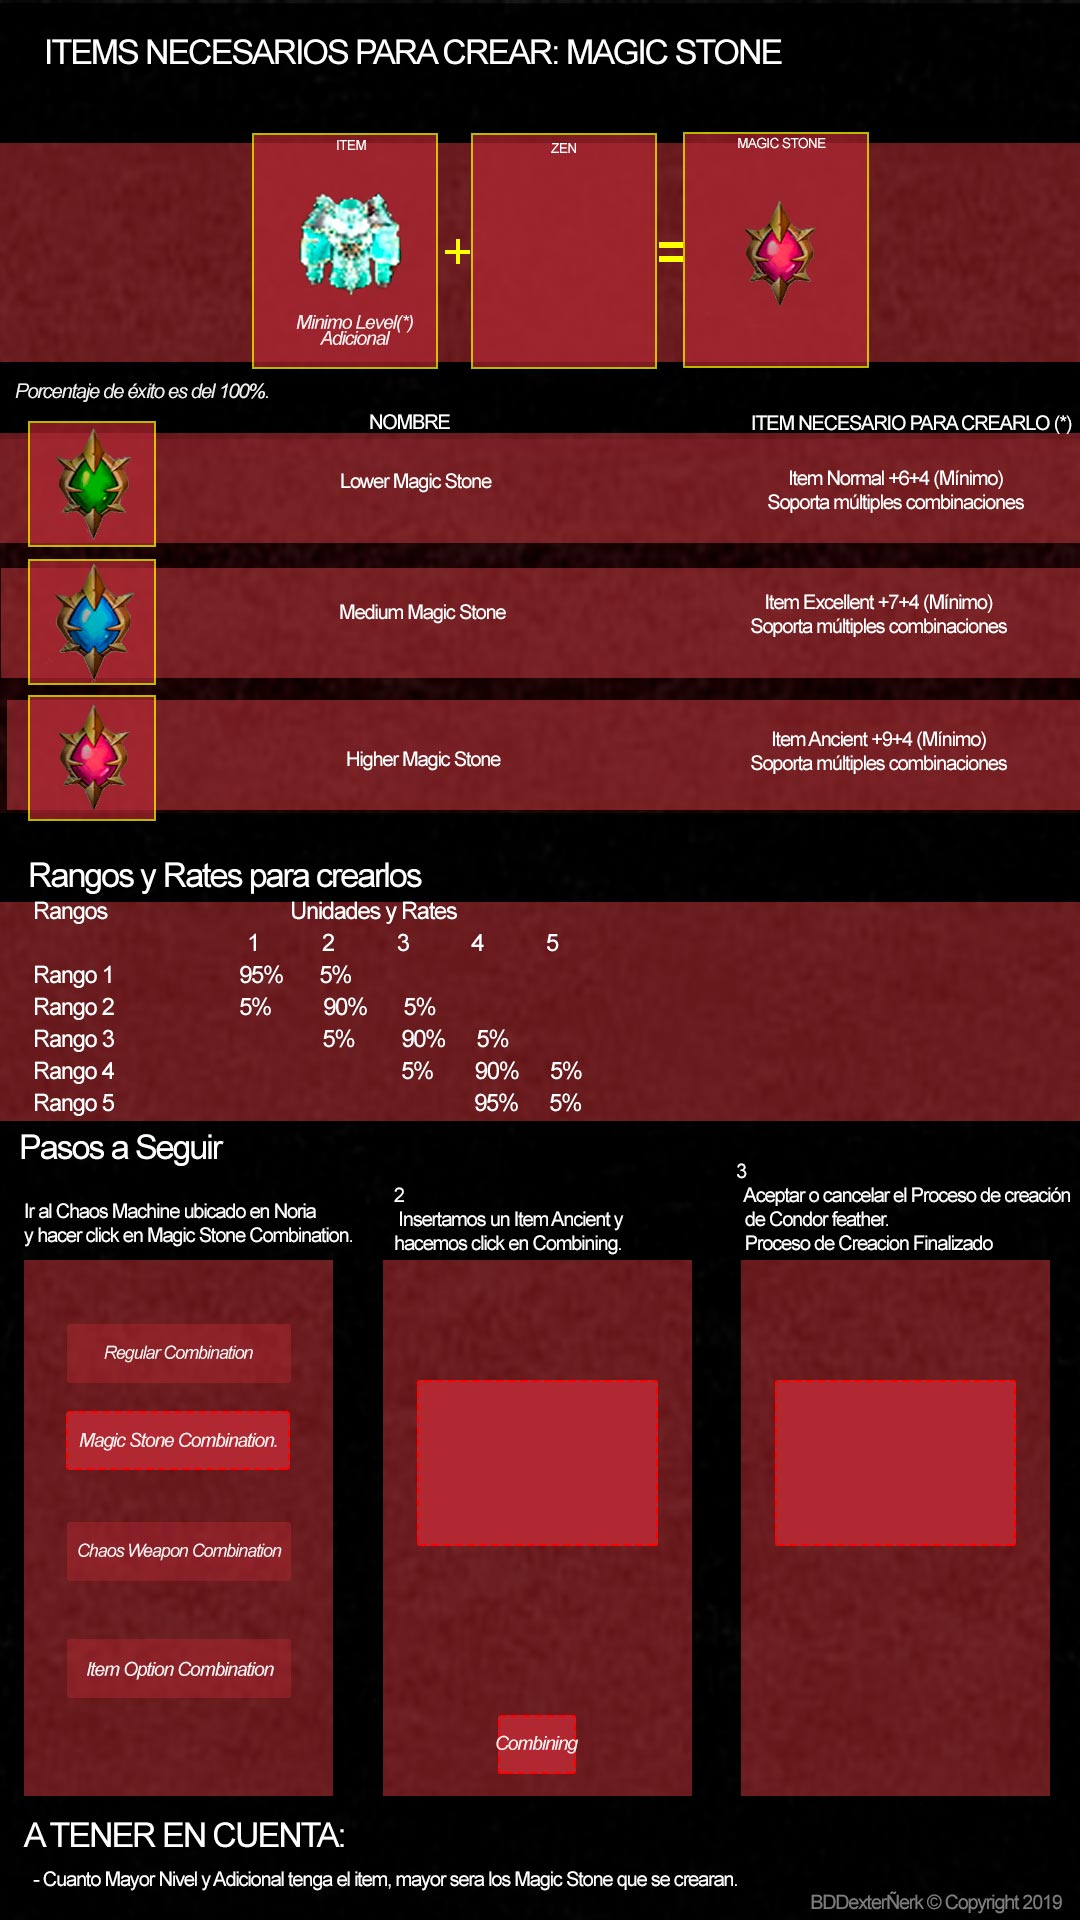 ITEMS NECESARIOS PARA CREAR: MAGIC STONE
ITEM
ZEN
MAGIC STONE
+
=
Minimo Level(*)
Adicional
Porcentaje de éxito es del 100%.
NOMBRE
ITEM NECESARIO PARA CREARLO (*)
Lower Magic Stone
Item Normal +6+4 (Mínimo)
Soporta múltiples combinaciones
Medium Magic Stone
Item Excellent +7+4 (Mínimo)
Soporta múltiples combinaciones
Higher Magic Stone
Item Ancient +9+4 (Mínimo)
Soporta múltiples combinaciones
Rangos y Rates para crearlos
Rangos Unidades y Rates
1 2 3 4 5
Rango 1 95% 5%
Rango 2 5% 90% 5%
Rango 3 5% 90% 5%
Rango 4 5% 90% 5%
Rango 5 95% 5%
Pasos a Seguir
Ir al Chaos Machine ubicado en Noria
y hacer click en Magic Stone Combination.
Regular Combination
Magic Stone Combination.
Chaos Weapon Combination
Item Option Combination
2
Insertamos un Item Ancient y
hacemos click en Combining.
Combining
3
Aceptar o cancelar el Proceso de creación
de Condor feather.
Proceso de Creacion Finalizado
A TENER EN CUENTA:
- Cuanto Mayor Nivel y Adicional tenga el item, mayor sera los Magic Stone que se crearan.
BDDexterÑerk © Copyright 2019